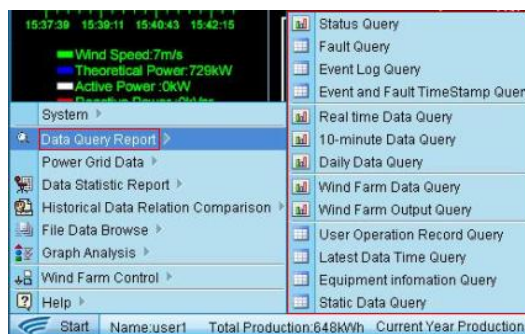 15:37:39 15:39:11 15:40:43 15:42:15
Wind Speed:7m/s
Theoretical Power:729kW
Active Power :0kW
Reactive Power :0kVar
System
Data Query Report
Power Grid Data
Data Statistic Report
Historical Data Relation Comparison
File Data Browse
Graph Analysis
Wind Farm Control
Help
Status Query
Fault Query
Event Log Query
Event and Fault TimeStamp Quer
Real time Data Query
10-minute Data Query
Daily Data Query
Wind Farm Data Query
Wind Farm Output Query
User Operation Record Query
Latest Data Time Query
Equipment infomation Query
Static Data Query
Start Name:user1 Total Production:648kWh Current Year Production